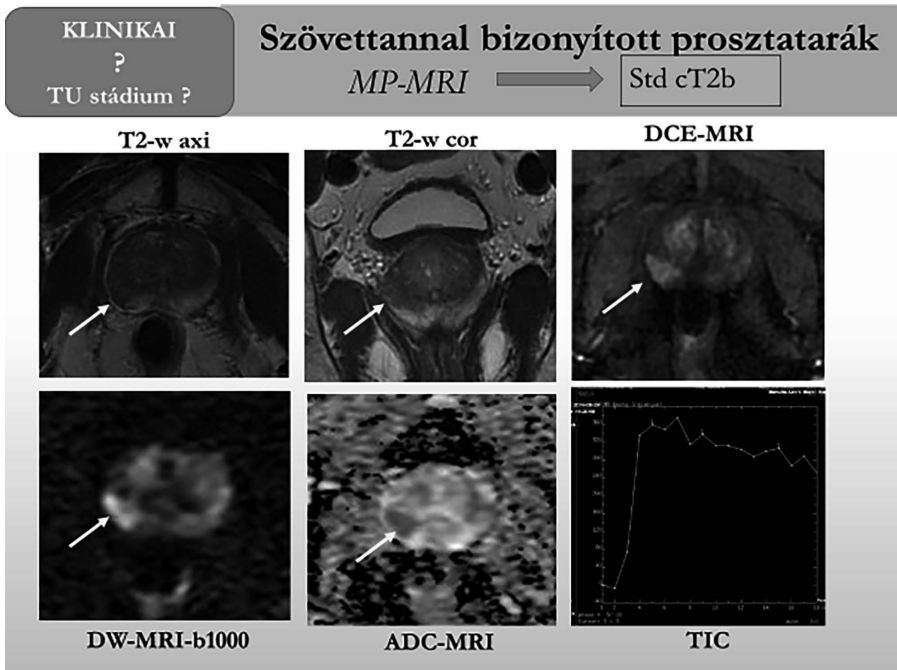 KLINIKAI
?
TU stádium ?
Szövettannal bizonyított prosztatarák
MP-MRI
Std cT2b
T2-w axi
T2-w cor
DCE-MRI
DW-MRI-b1000
ADC-MRI
TIC